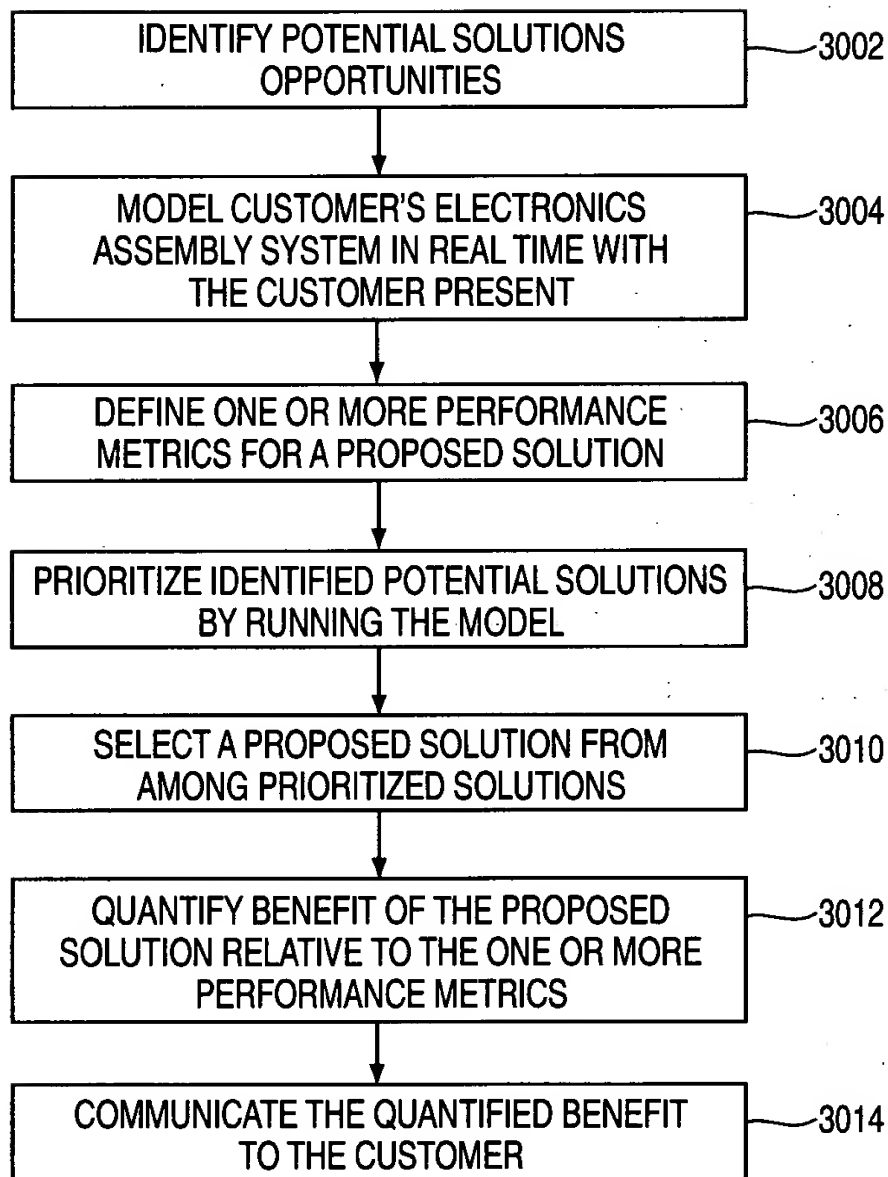 IDENTIFY POTENTIAL SOLUTIONS
OPPORTUNITIES
3002
MODEL CUSTOMER'S ELECTRONICS
ASSEMBLY SYSTEM IN REAL TIME WITH
THE CUSTOMER PRESENT
3004
DEFINE ONE OR MORE PERFORMANCE
METRICS FOR A PROPOSED SOLUTION
3006
PRIORITIZE IDENTIFIED POTENTIAL SOLUTIONS
BY RUNNING THE MODEL
3008
SELECT A PROPOSED SOLUTION FROM
AMONG PRIORITIZED SOLUTIONS
3010
QUANTIFY BENEFIT OF THE PROPOSED
SOLUTION RELATIVE TO THE ONE OR MORE
PERFORMANCE METRICS
3012
COMMUNICATE THE QUANTIFIED BENEFIT
TO THE CUSTOMER
3014